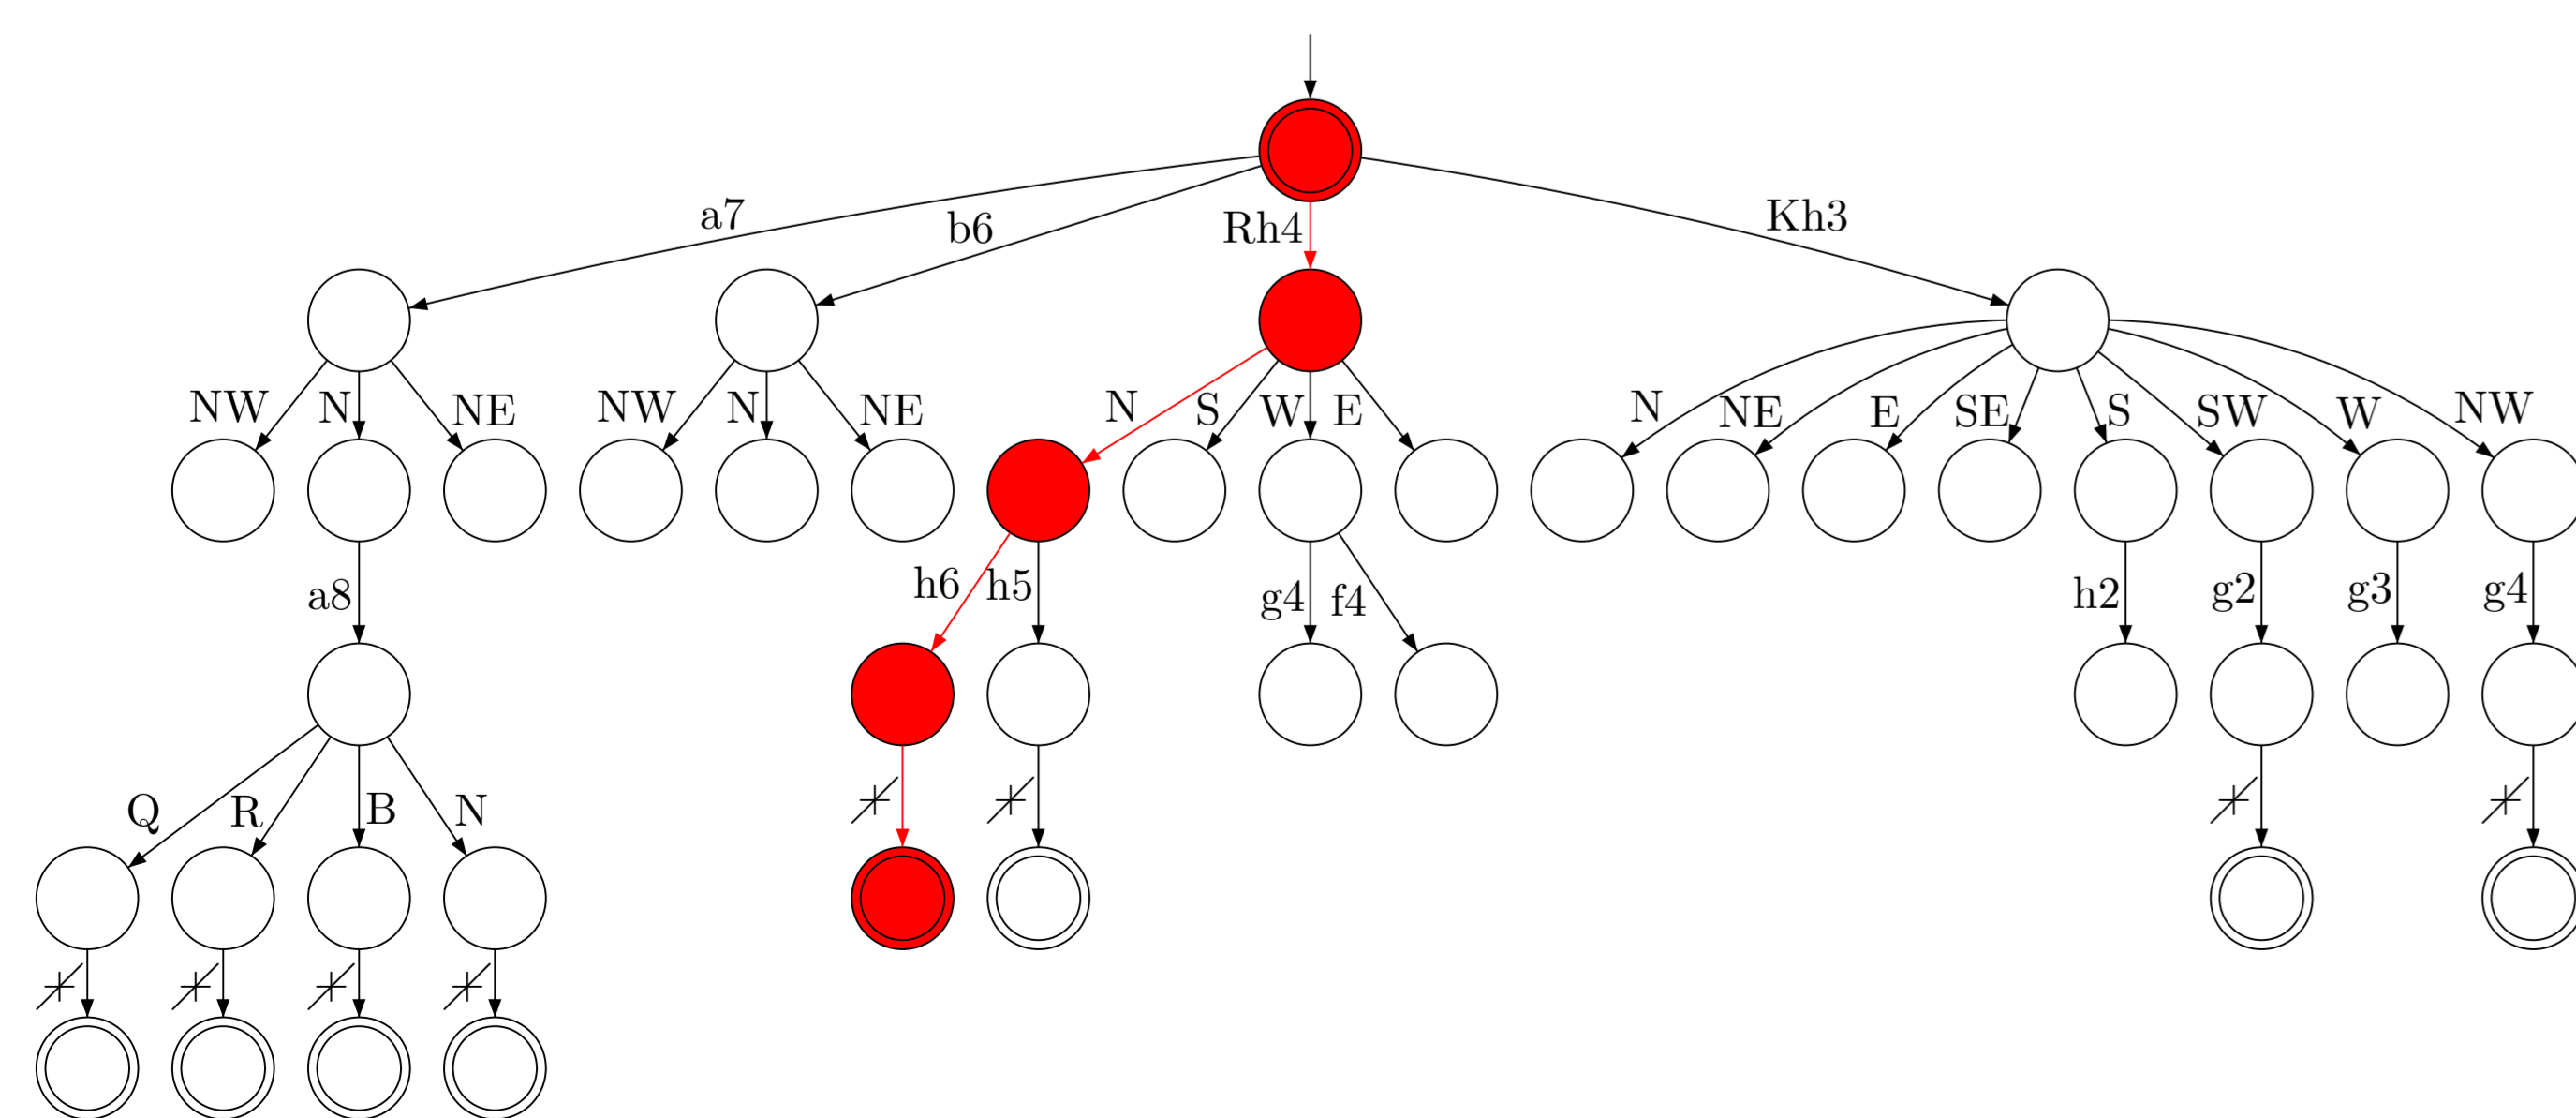 a7 b6 Rh4 Kh3
NW N NE NW N NE N S W E N NE E SE S SW W NW
a8 h6 h5 g4 f4 h2 g2 g3 g4
Q R B N + + + +
+ + + +